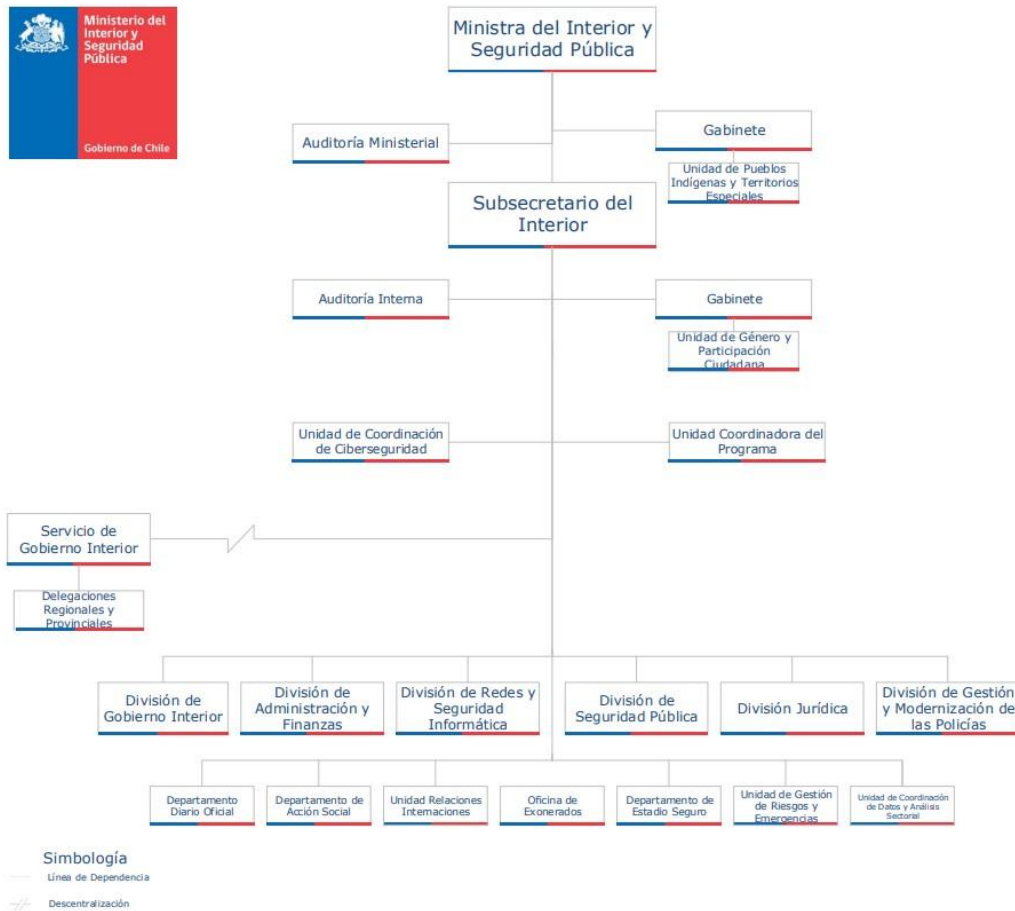 Ministerio del
Interior y
Seguridad
Pública
Gobierno de Chile
Ministra del Interior y
Seguridad Pública
Auditoría Ministerial
Gabinete
Unidad de Pueblos
Indígenas y Territorios
Especiales
Subsecretario del
Interior
Auditoría Interna
Gabinete
Unidad de Género y
Participación
Ciudadana
Unidad de Coordinación
de Ciberseguridad
Unidad Coordinadora del
Programa
Servicio de
Gobierno Interior
Delegaciones
Regionales y
Provinciales
División de
Gobierno Interior
División de
Administración y
Finanzas
División de Redes y
Seguridad
Informática
División de
Seguridad Pública
División Jurídica
División de Gestión
y Modernización de
las Policías
Departamento
Diario Oficial
Departamento de
Acción Social
Unidad Relaciones
Internaciones
Oficina de
Exonerados
Departamento de
Estadio Seguro
Unidad de Gestión
de Riesgos y
Emergencias
Unidad de Coordinación
de Datos y Análisis
Sectorial
Simbología
Línea de Dependencia
Descentralización